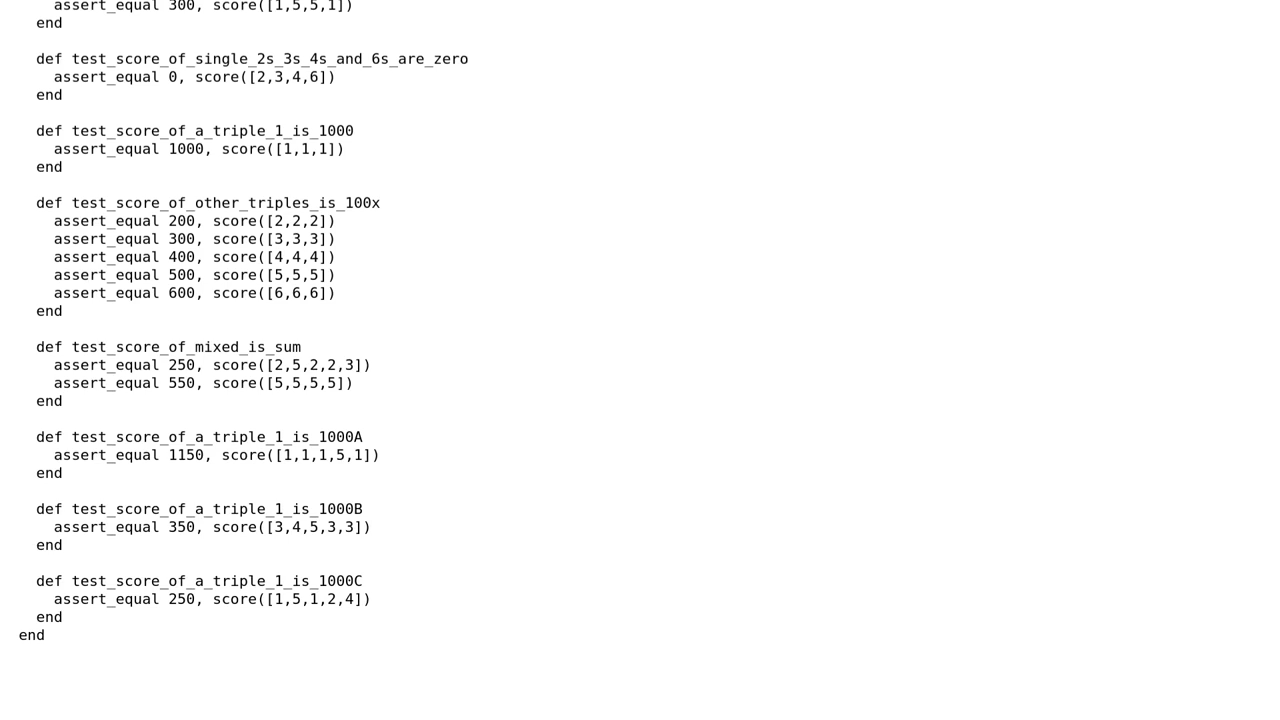 assert_equal 300, score([1,5,5,1])
end
def test_score_of_single_2s_3s_4s_and_6s_are_zero
assert_equal 0, score([2,3,4,6])
end
def test_score_of_a_triple_1_is_1000
assert_equal 1000, score([1,1,1])
end
def test_score_of_other_triples_is_100x
assert_equal 200, score([2,2,2])
assert_equal 300, score([3,3,3])
assert_equal 400, score([4,4,4])
assert_equal 500, score([5,5,5])
assert_equal 600, score([6,6,6])
end
def test_score_of_mixed_is_sum
assert_equal 250, score([2,5,2,2,3])
assert_equal 550, score([5,5,5,5])
end
def test_score_of_a_triple_1_is_1000A
assert_equal 1150, score([1,1,1,5,1])
end
def test_score_of_a_triple_1_is_1000B
assert_equal 350, score([3,4,5,3,3])
end
def test_score_of_a_triple_1_is_1000C
assert_equal 250, score([1,5,1,2,4])
end
end